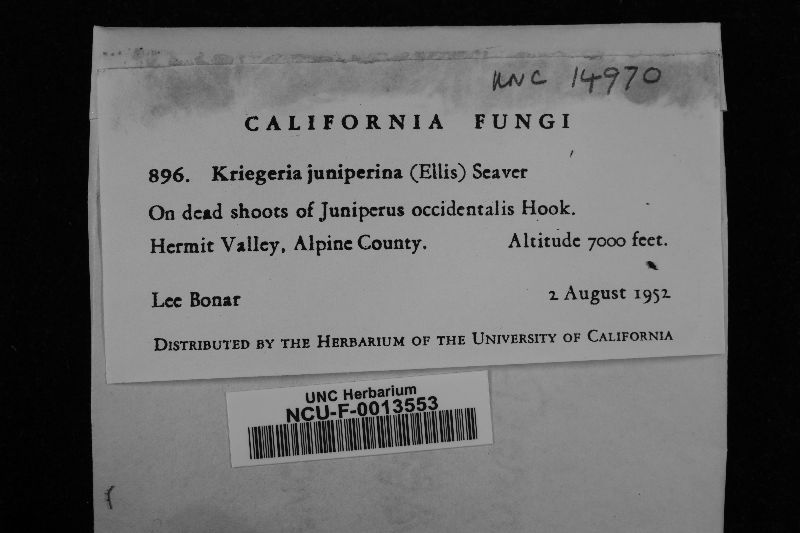 UNC 14970
CALIFORNIA FUNGI
896. Kriegeria juniperina (Ellis) Seaver
On dead shoots of Juniperus occidentalis Hook.
Hermit Valley, Alpine County. Altitude 7000 feet.
Lee Bonar 2 August 1952
DISTRIBUTED BY THE HERBARIUM OF THE UNIVERSITY OF CALIFORNIA
UNC Herbarium
NCU-F-0013553